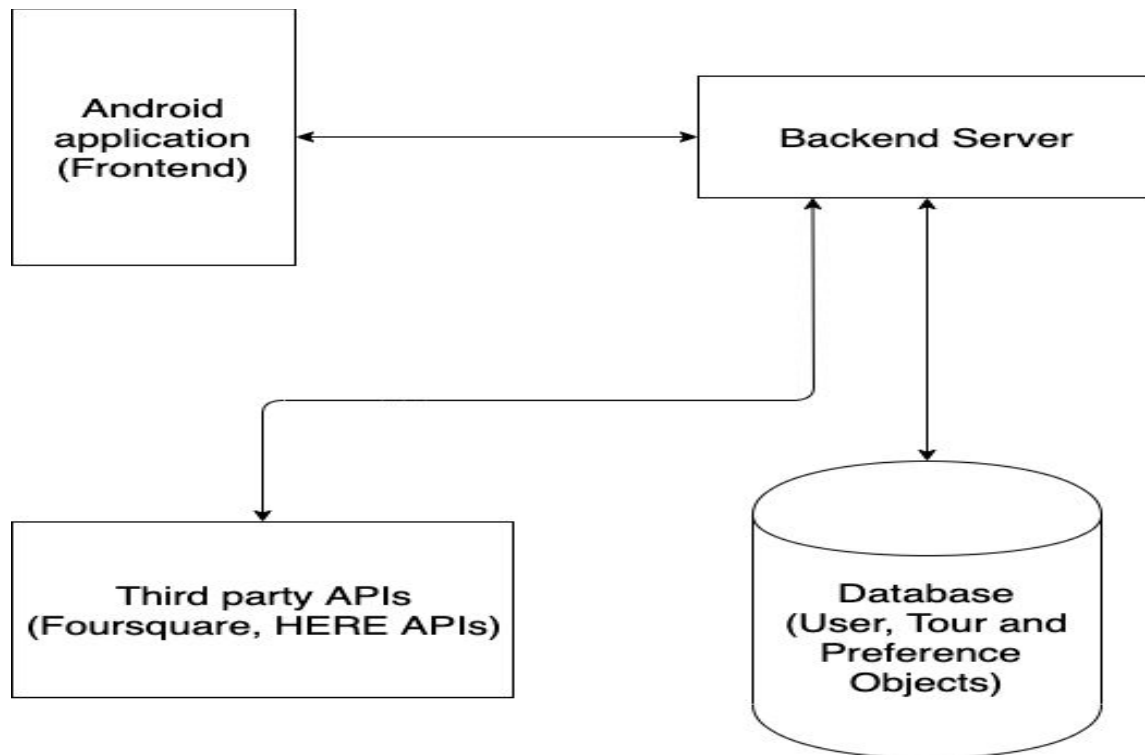 Android
application
(Frontend)
Backend Server
Third party APIs
(Foursquare, HERE APIs)
Database
(User, Tour and
Preference
Objects)